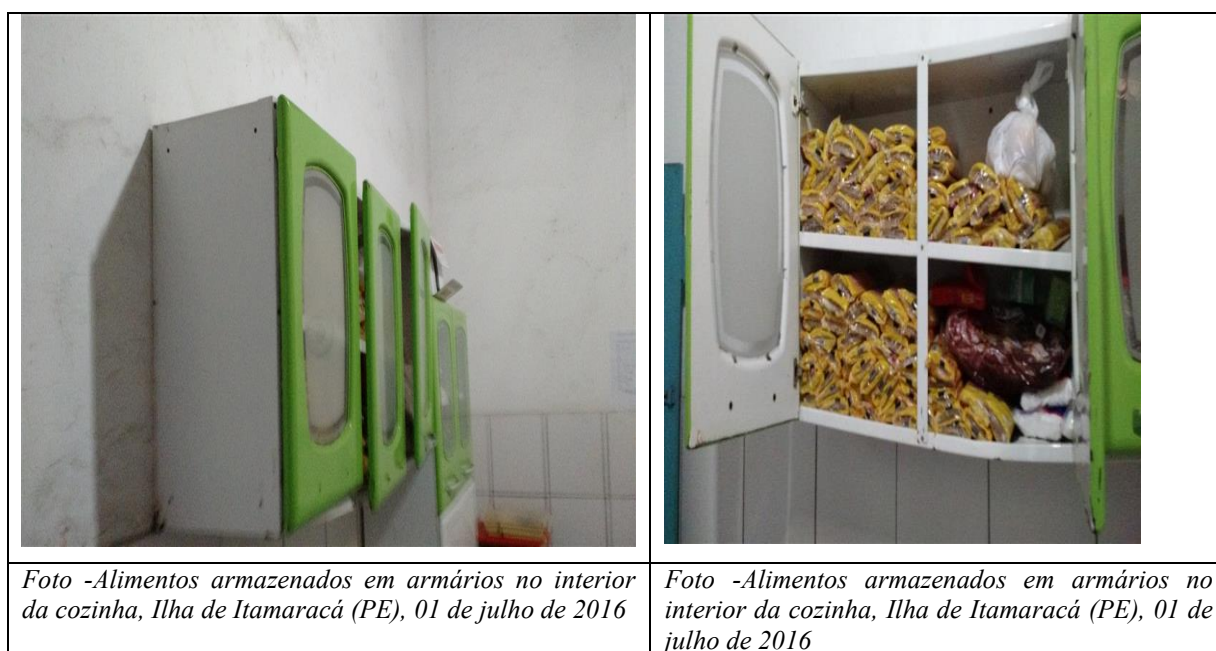 Foto -Alimentos armazenados em armários no interior
da cozinha, Ilha de Itamaracá (PE), 01 de julho de 2016
Foto -Alimentos armazenados em armários no
interior da cozinha, Ilha de Itamaracá (PE), 01 de
julho de 2016